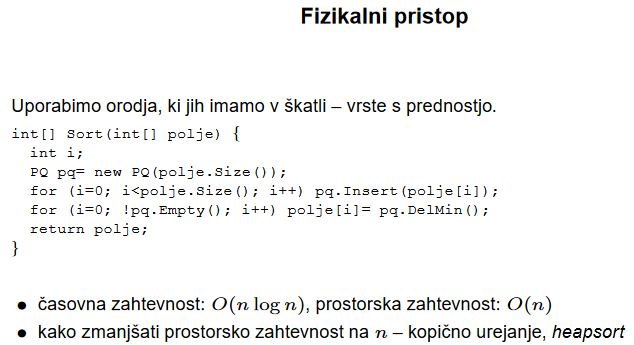 Fizikalni pristop
Uporabimo orodja, ki jih imamo v škatli – vrste s prednostjo.
int[] Sort(int[] polje) {
  int i;
  PQ pq= new PQ(polje.Size());
  for (i=0; i<polje.Size(); i++) pq.Insert(polje[i]);
  for (i=0; !pq.Empty(); i++) polje[i]= pq.DelMin();
  return polje;
}
• časovna zahtevnost: O(n log n), prostorska zahtevnost: O(n)
• kako zmanjšati prostorsko zahtevnost na n – kopično urejanje, heapsort